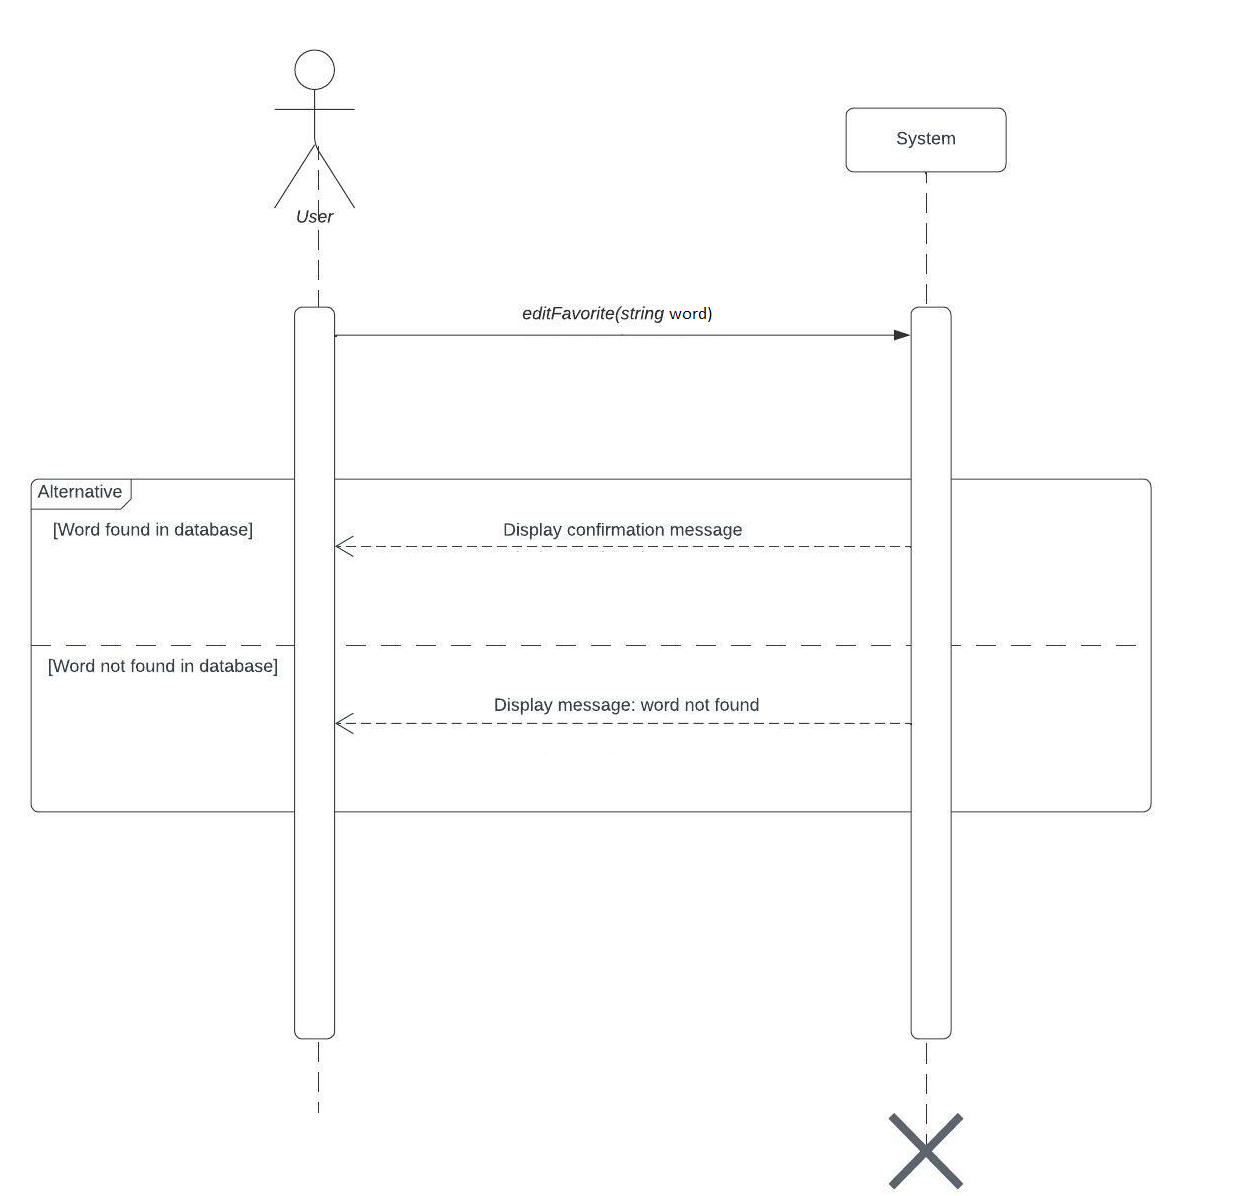 User
System
editFavorite(string word)
Alternative
[Word found in database]
Display confirmation message
[Word not found in database]
Display message: word not found